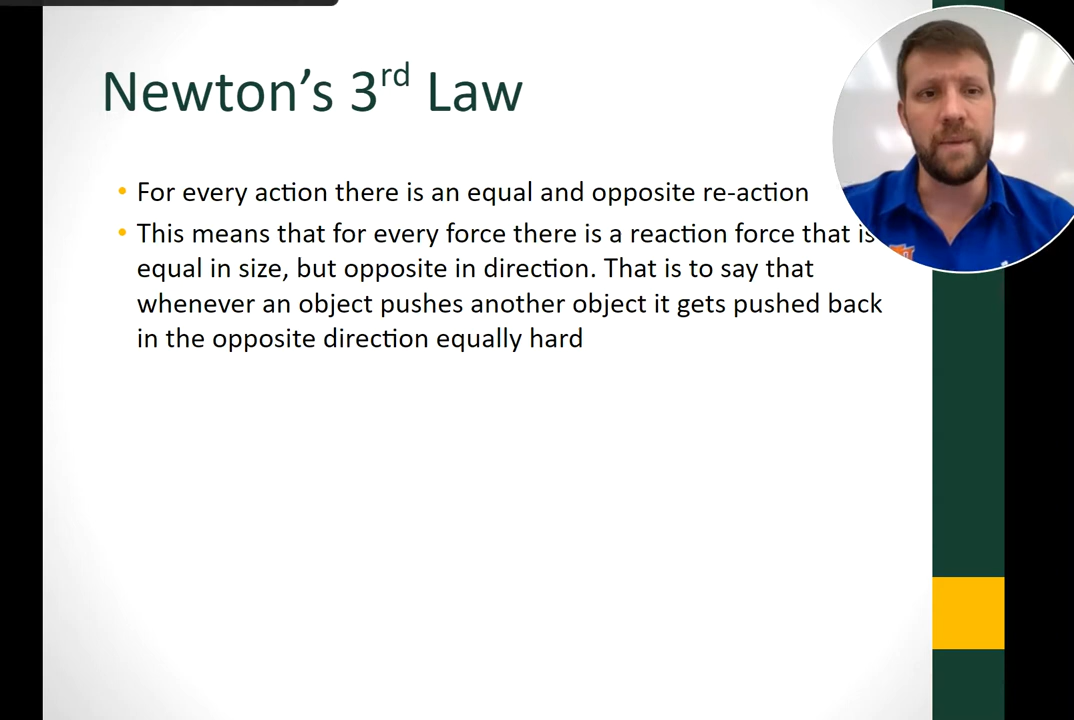 Newton’s 3rd Law
• For every action there is an equal and opposite re-action
• This means that for every force there is a reaction force that is
equal in size, but opposite in direction. That is to say that
whenever an object pushes another object it gets pushed back
in the opposite direction equally hard